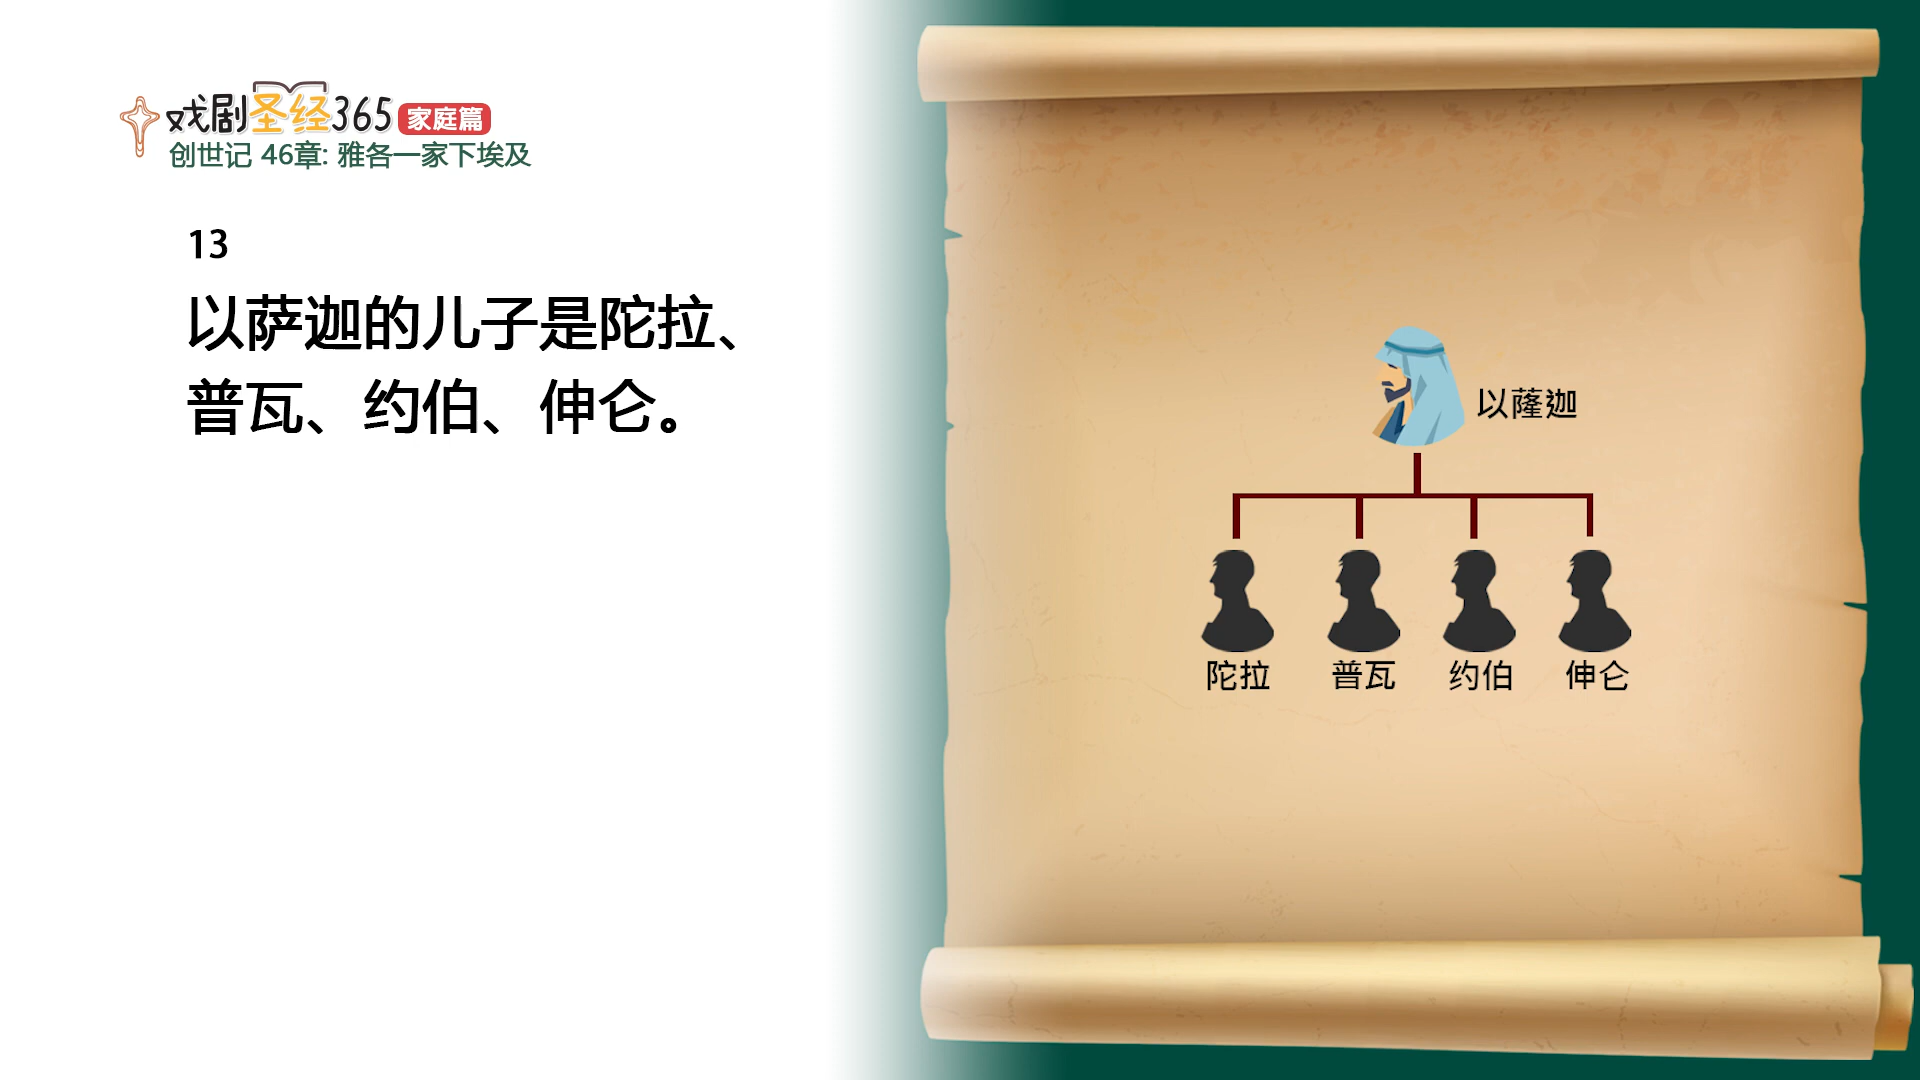 戏剧圣经365 家庭篇
创世记 46章: 雅各一家下埃及
13
以萨迦的儿子是陀拉、
普瓦、约伯、伸仑。
以薩迦
陀拉 普瓦 约伯 伸仑